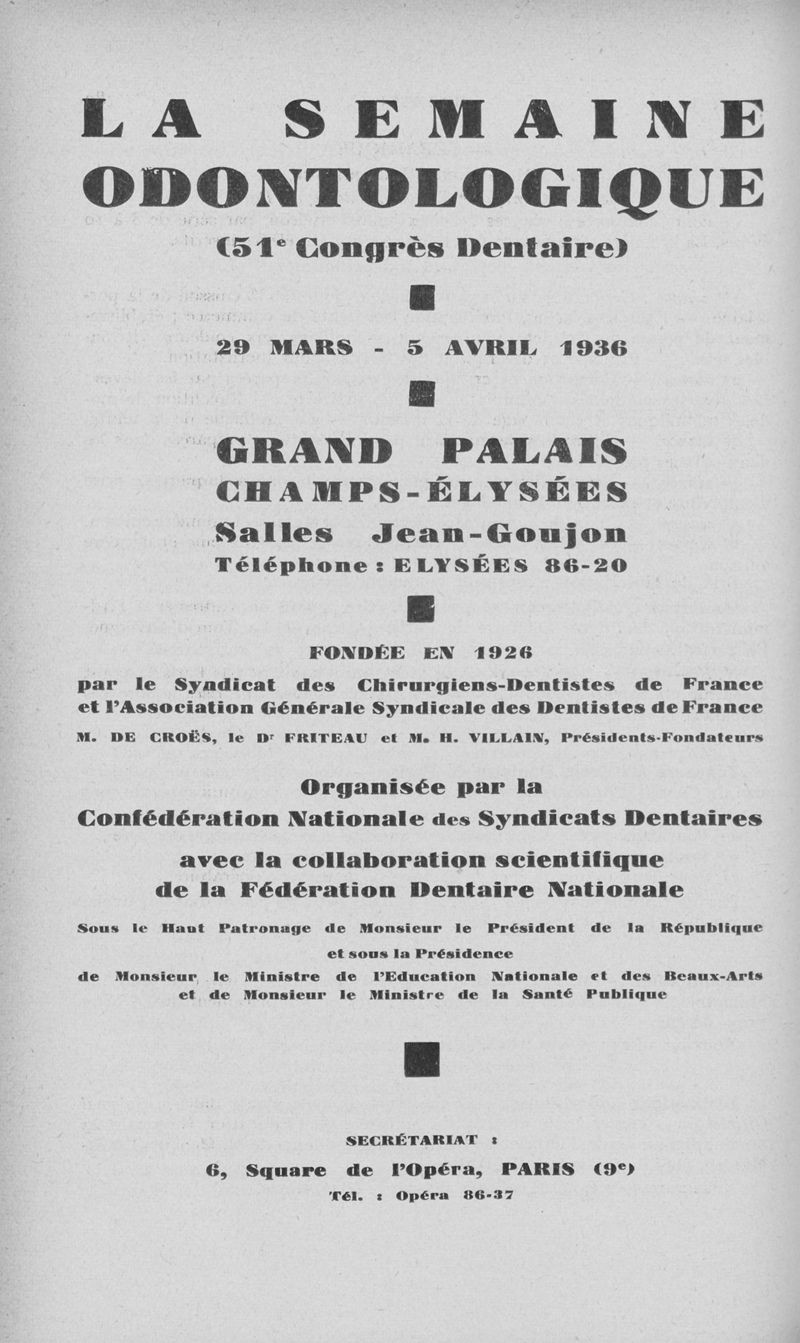 LA SEMAINE
ODONTOLOGIQUE
(51e Congrès Dentaire)
29 MARS - 5 AVRIL 1936
GRAND PALAIS
CHAMPS-ÉLYSÉES
Salles Jean-Goujon
Téléphone : ELYSÉES 86-20
FONDÉE EN 1926
par le Syndicat des Chirurgiens-Dentistes de France
et l'Association Générale Syndicale des Dentistes de France
M. DE CROËS, le Dr FRITEAU et M. H. VILLAIN, Présidents-Fondateurs
Organisée par la
Confédération Nationale des Syndicats Dentaires
avec la collaboration scientifique
de la Fédération Dentaire Nationale
Sous le Haut Patronage de Monsieur le Président de la République
et sous la Présidence
de Monsieur le Ministre de l'Education Nationale et des Beaux-Arts
et de Monsieur le Ministre de la Santé Publique
SECRÉTARIAT :
6, Square de l'Opéra, PARIS (9e)
Tél. : Opéra 86-37